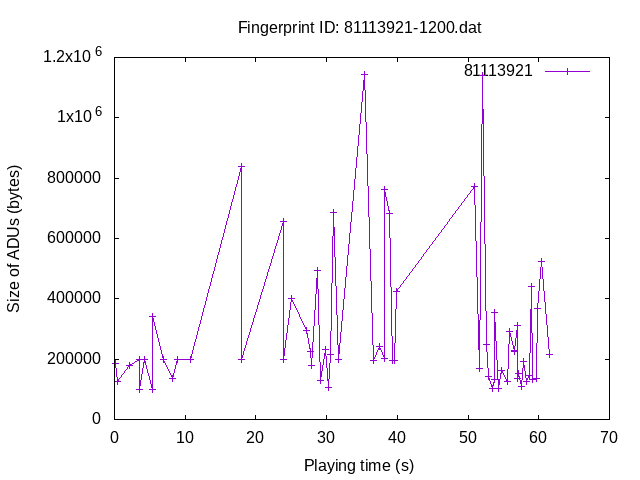 Fingerprint ID: 81113921-1200.dat
1.2x10^6
81113921
1x10^6
800000
Size of ADUs (bytes)
600000
400000
200000
0
0 10 20 30 40 50 60 70
Playing time (s)